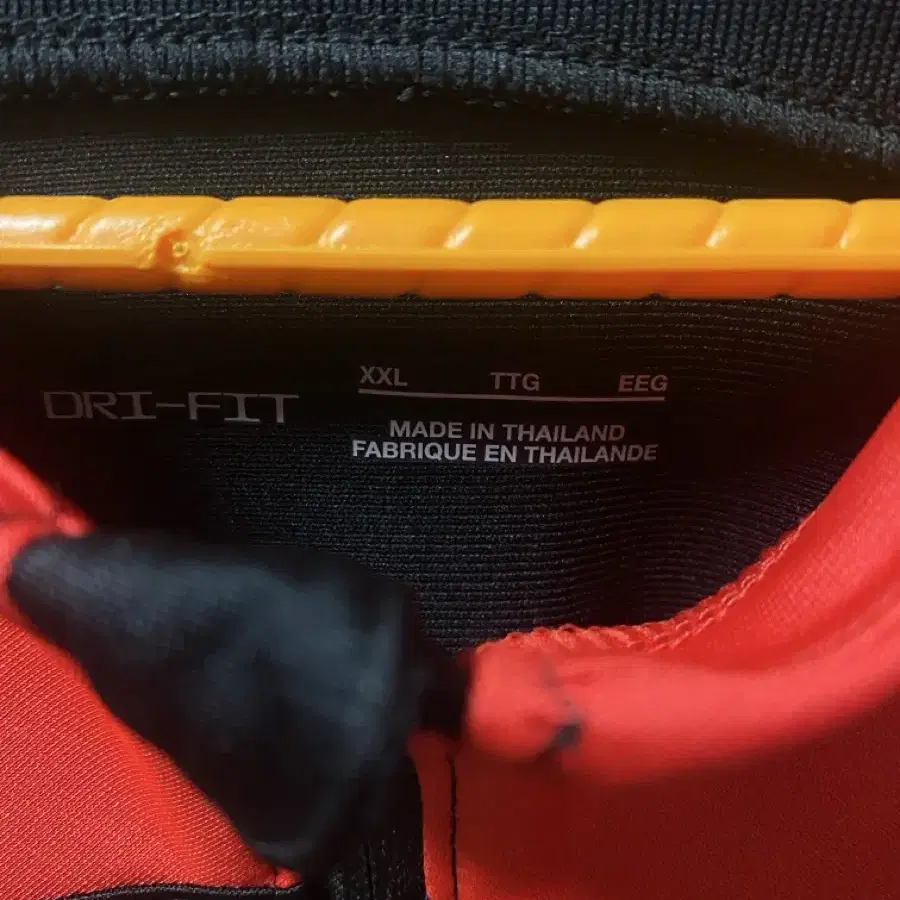 XXL TTG EEG
DRI-FIT
MADE IN THAILAND
FABRIQUE EN THAILANDE